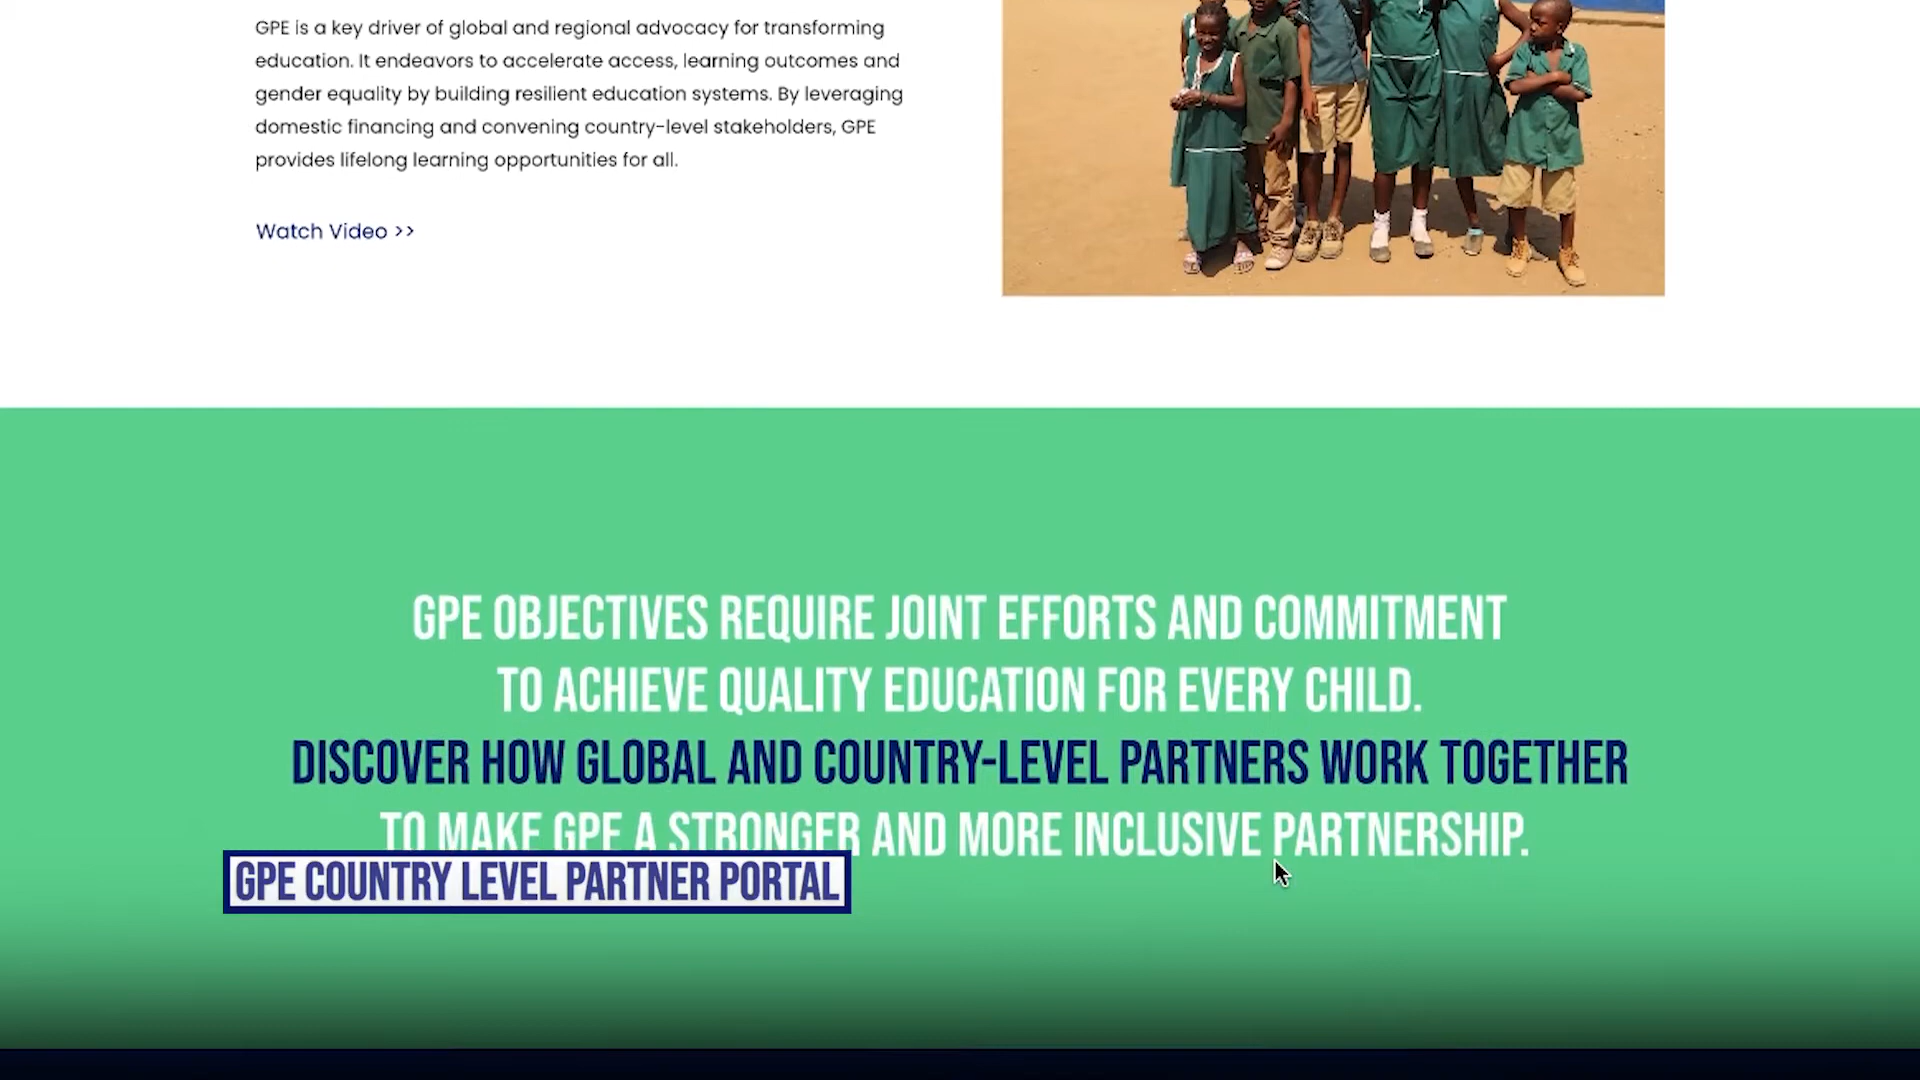 GPE is a key driver of global and regional advocacy for transforming
education. It endeavors to accelerate access, learning outcomes and
gender equality by building resilient education systems. By leveraging
domestic financing and convening country-level stakeholders, GPE
provides lifelong learning opportunities for all.
Watch Video >>
GPE OBJECTIVES REQUIRE JOINT EFFORTS AND COMMITMENT
TO ACHIEVE QUALITY EDUCATION FOR EVERY CHILD.
DISCOVER HOW GLOBAL AND COUNTRY-LEVEL PARTNERS WORK TOGETHER
TO MAKE GPE A STRONGER AND MORE INCLUSIVE PARTNERSHIP.
GPE COUNTRY LEVEL PARTNER PORTAL